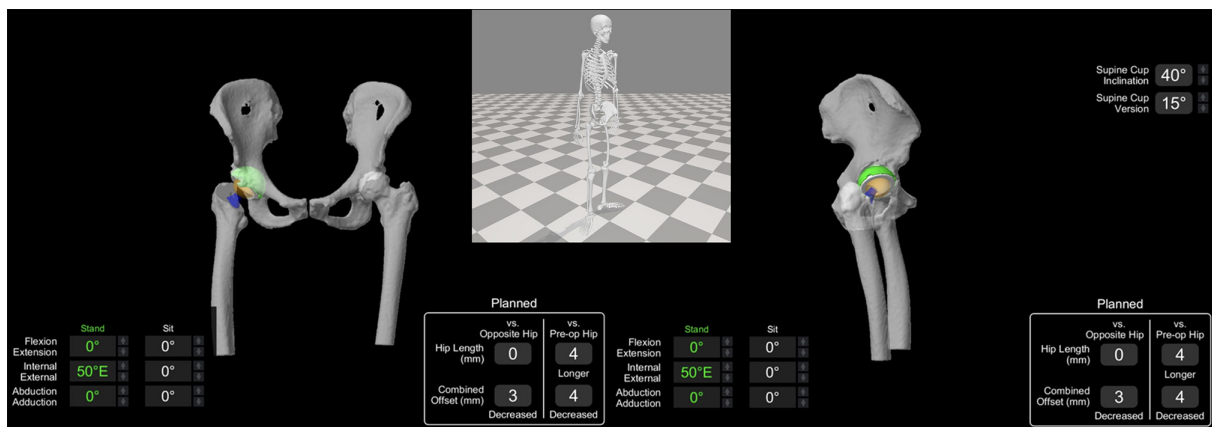 Supine Cup
Inclination 40°
Supine Cup
Version 15°
Stand Sit
Flexion
Extension 0° 0°
Internal
External 50°E 0°
Abduction
Adduction 0° 0°
Planned
vs. vs.
Opposite Hip Pre-op Hip
Hip Length
(mm) 0 4
Longer
Combined
Offset (mm) 3 4
Decreased Decreased
Stand Sit
Flexion
Extension 0° 0°
Internal
External 50°E 0°
Abduction
Adduction 0° 0°
Planned
vs. vs.
Opposite Hip Pre-op Hip
Hip Length
(mm) 0 4
Longer
Combined
Offset (mm) 3 4
Decreased Decreased